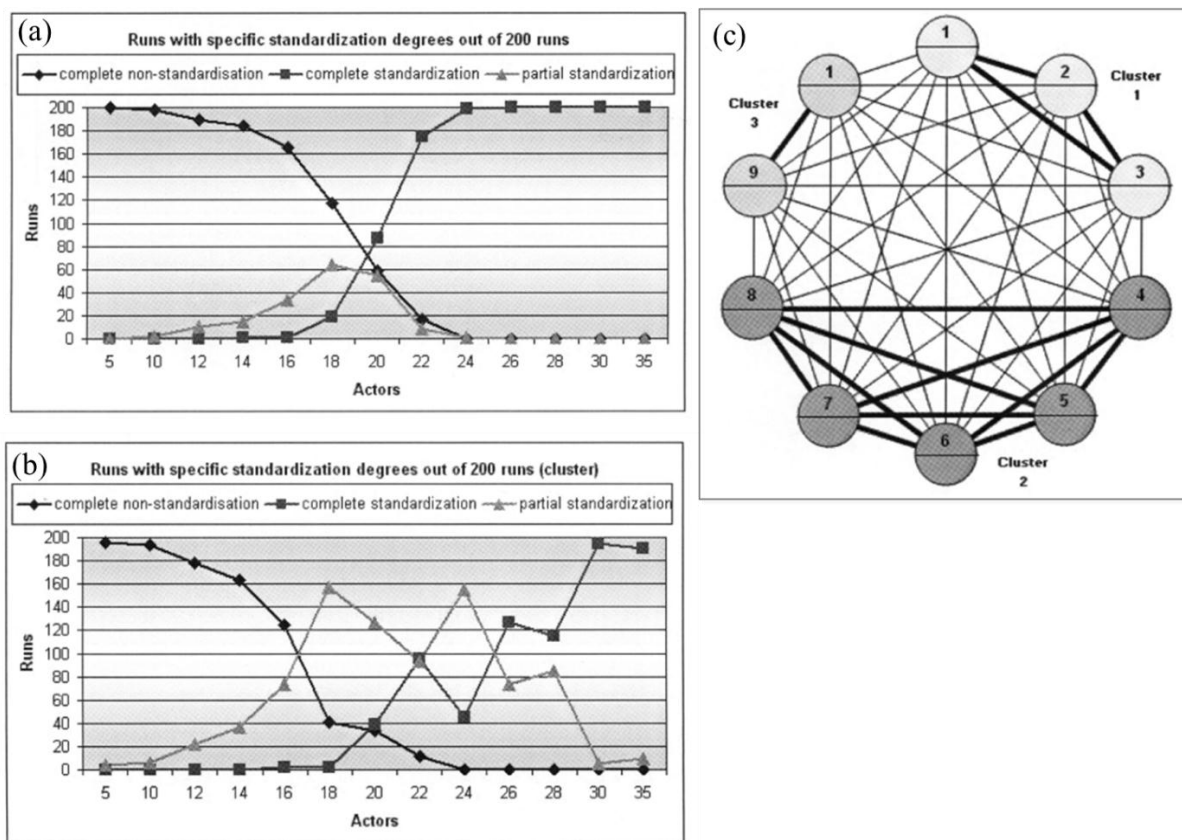 (a)
Runs with specific standardization degrees out of 200 runs
complete non-standardisation complete standardization partial standardization
200
180
160
140
120
100
80
60
40
20
0
Runs
5 10 12 14 16 18 20 22 24 26 28 30 35
Actors
(b)
Runs with specific standardization degrees out of 200 runs (cluster)
complete non-standardisation complete standardization partial standardization
200
180
160
140
120
100
80
60
40
20
0
Runs
5 10 12 14 16 18 20 22 24 26 28 30 35
Actors
(c)
1
1
2
Cluster
1
Cluster
3
9
3
8
4
7
5
6
Cluster
2